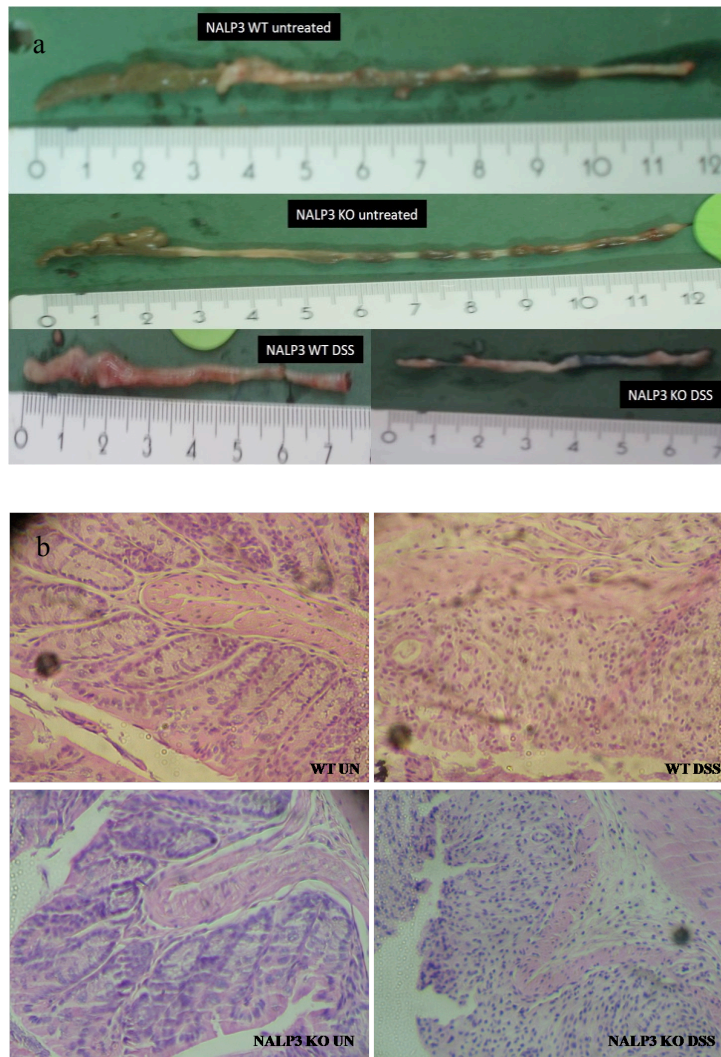 a
NALP3 WT untreated
0 1 2 3 4 5 6 7 8 9 10 11 12
NALP3 KO untreated
0 1 2 3 4 5 6 7 8 9 10 11 12
NALP3 WT DSS
0 1 2 3 4 5 6 7
NALP3 KO DSS
0 1 2 3 4 5 6 7
b
WT UN
WT DSS
NALP3 KO UN
NALP3 KO DSS